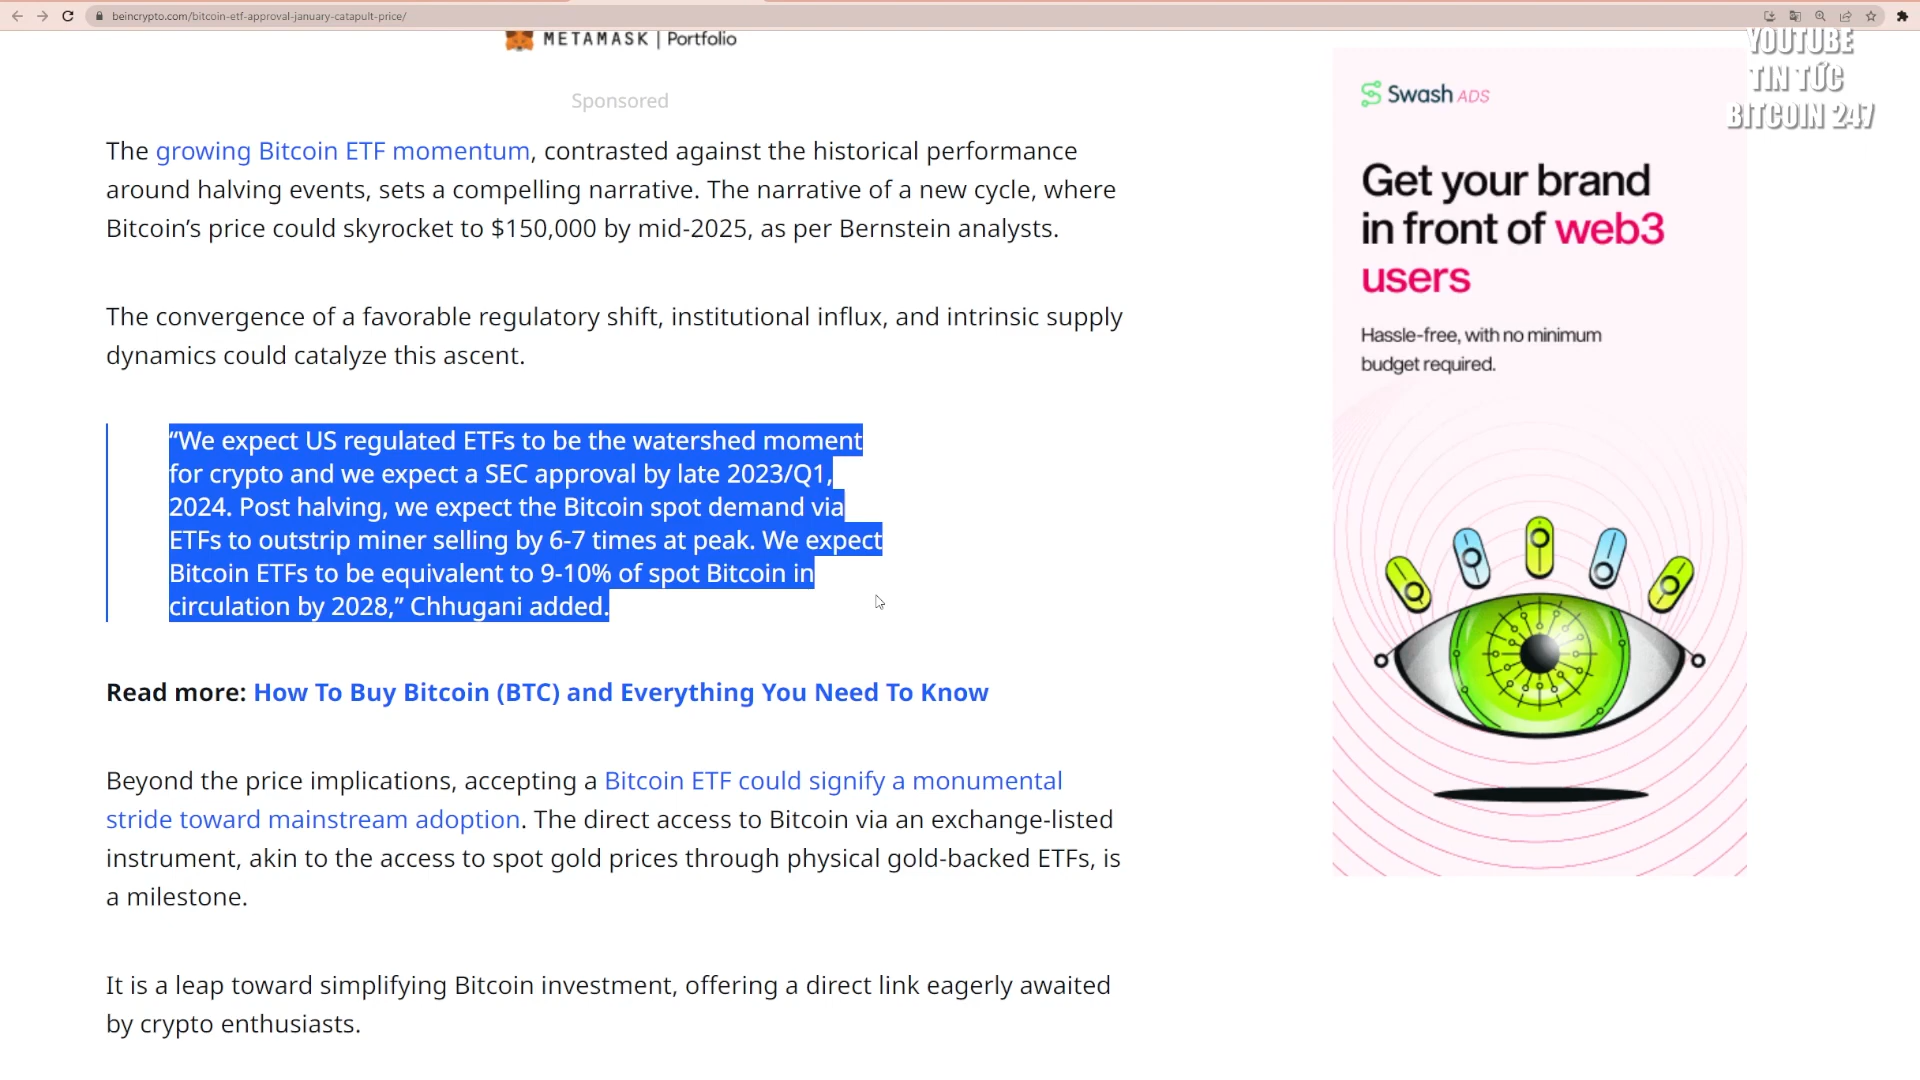 beincrypto.com/bitcoin-etf-approval-january-catapult-price/
METAMASK | Portfolio
Sponsored
The growing Bitcoin ETF momentum, contrasted against the historical performance
around halving events, sets a compelling narrative. The narrative of a new cycle, where
Bitcoin’s price could skyrocket to $150,000 by mid-2025, as per Bernstein analysts.
The convergence of a favorable regulatory shift, institutional influx, and intrinsic supply
dynamics could catalyze this ascent.
“We expect US regulated ETFs to be the watershed moment
for crypto and we expect a SEC approval by late 2023/Q1,
2024. Post halving, we expect the Bitcoin spot demand via
ETFs to outstrip miner selling by 6-7 times at peak. We expect
Bitcoin ETFs to be equivalent to 9-10% of spot Bitcoin in
circulation by 2028,” Chhugani added.
Read more: How To Buy Bitcoin (BTC) and Everything You Need To Know
Beyond the price implications, accepting a Bitcoin ETF could signify a monumental
stride toward mainstream adoption. The direct access to Bitcoin via an exchange-listed
instrument, akin to the access to spot gold prices through physical gold-backed ETFs, is
a milestone.
It is a leap toward simplifying Bitcoin investment, offering a direct link eagerly awaited
by crypto enthusiasts.
YOUTUBE
TIN TỨC
BITCOIN 247
Swash ADS
Get your brand
in front of web3
users
Hassle-free, with no minimum
budget required.